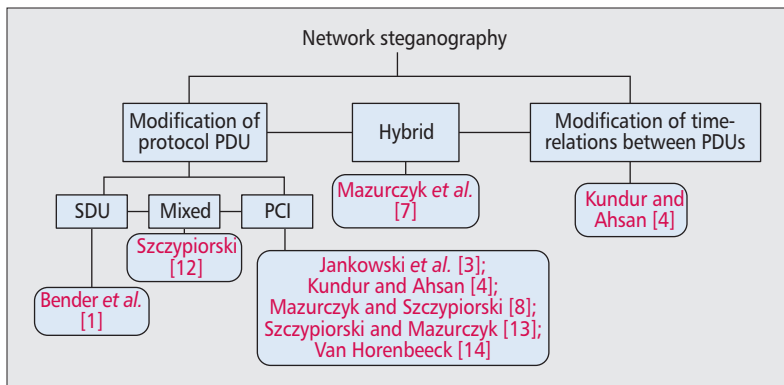 Network steganography
Modification of
protocol PDU
Hybrid
Modification of time-
relations between PDUs
Mazurczyk et al.
[7]
Kundur and
Ahsan [4]
SDU
Mixed
PCI
Szczypiorski
[12]
Bender et al.
[1]
Jankowski et al. [3];
Kundur and Ahsan [4];
Mazurczyk and Szczypiorski [8];
Szczypiorski and Mazurczyk [13];
Van Horenbeeck [14]